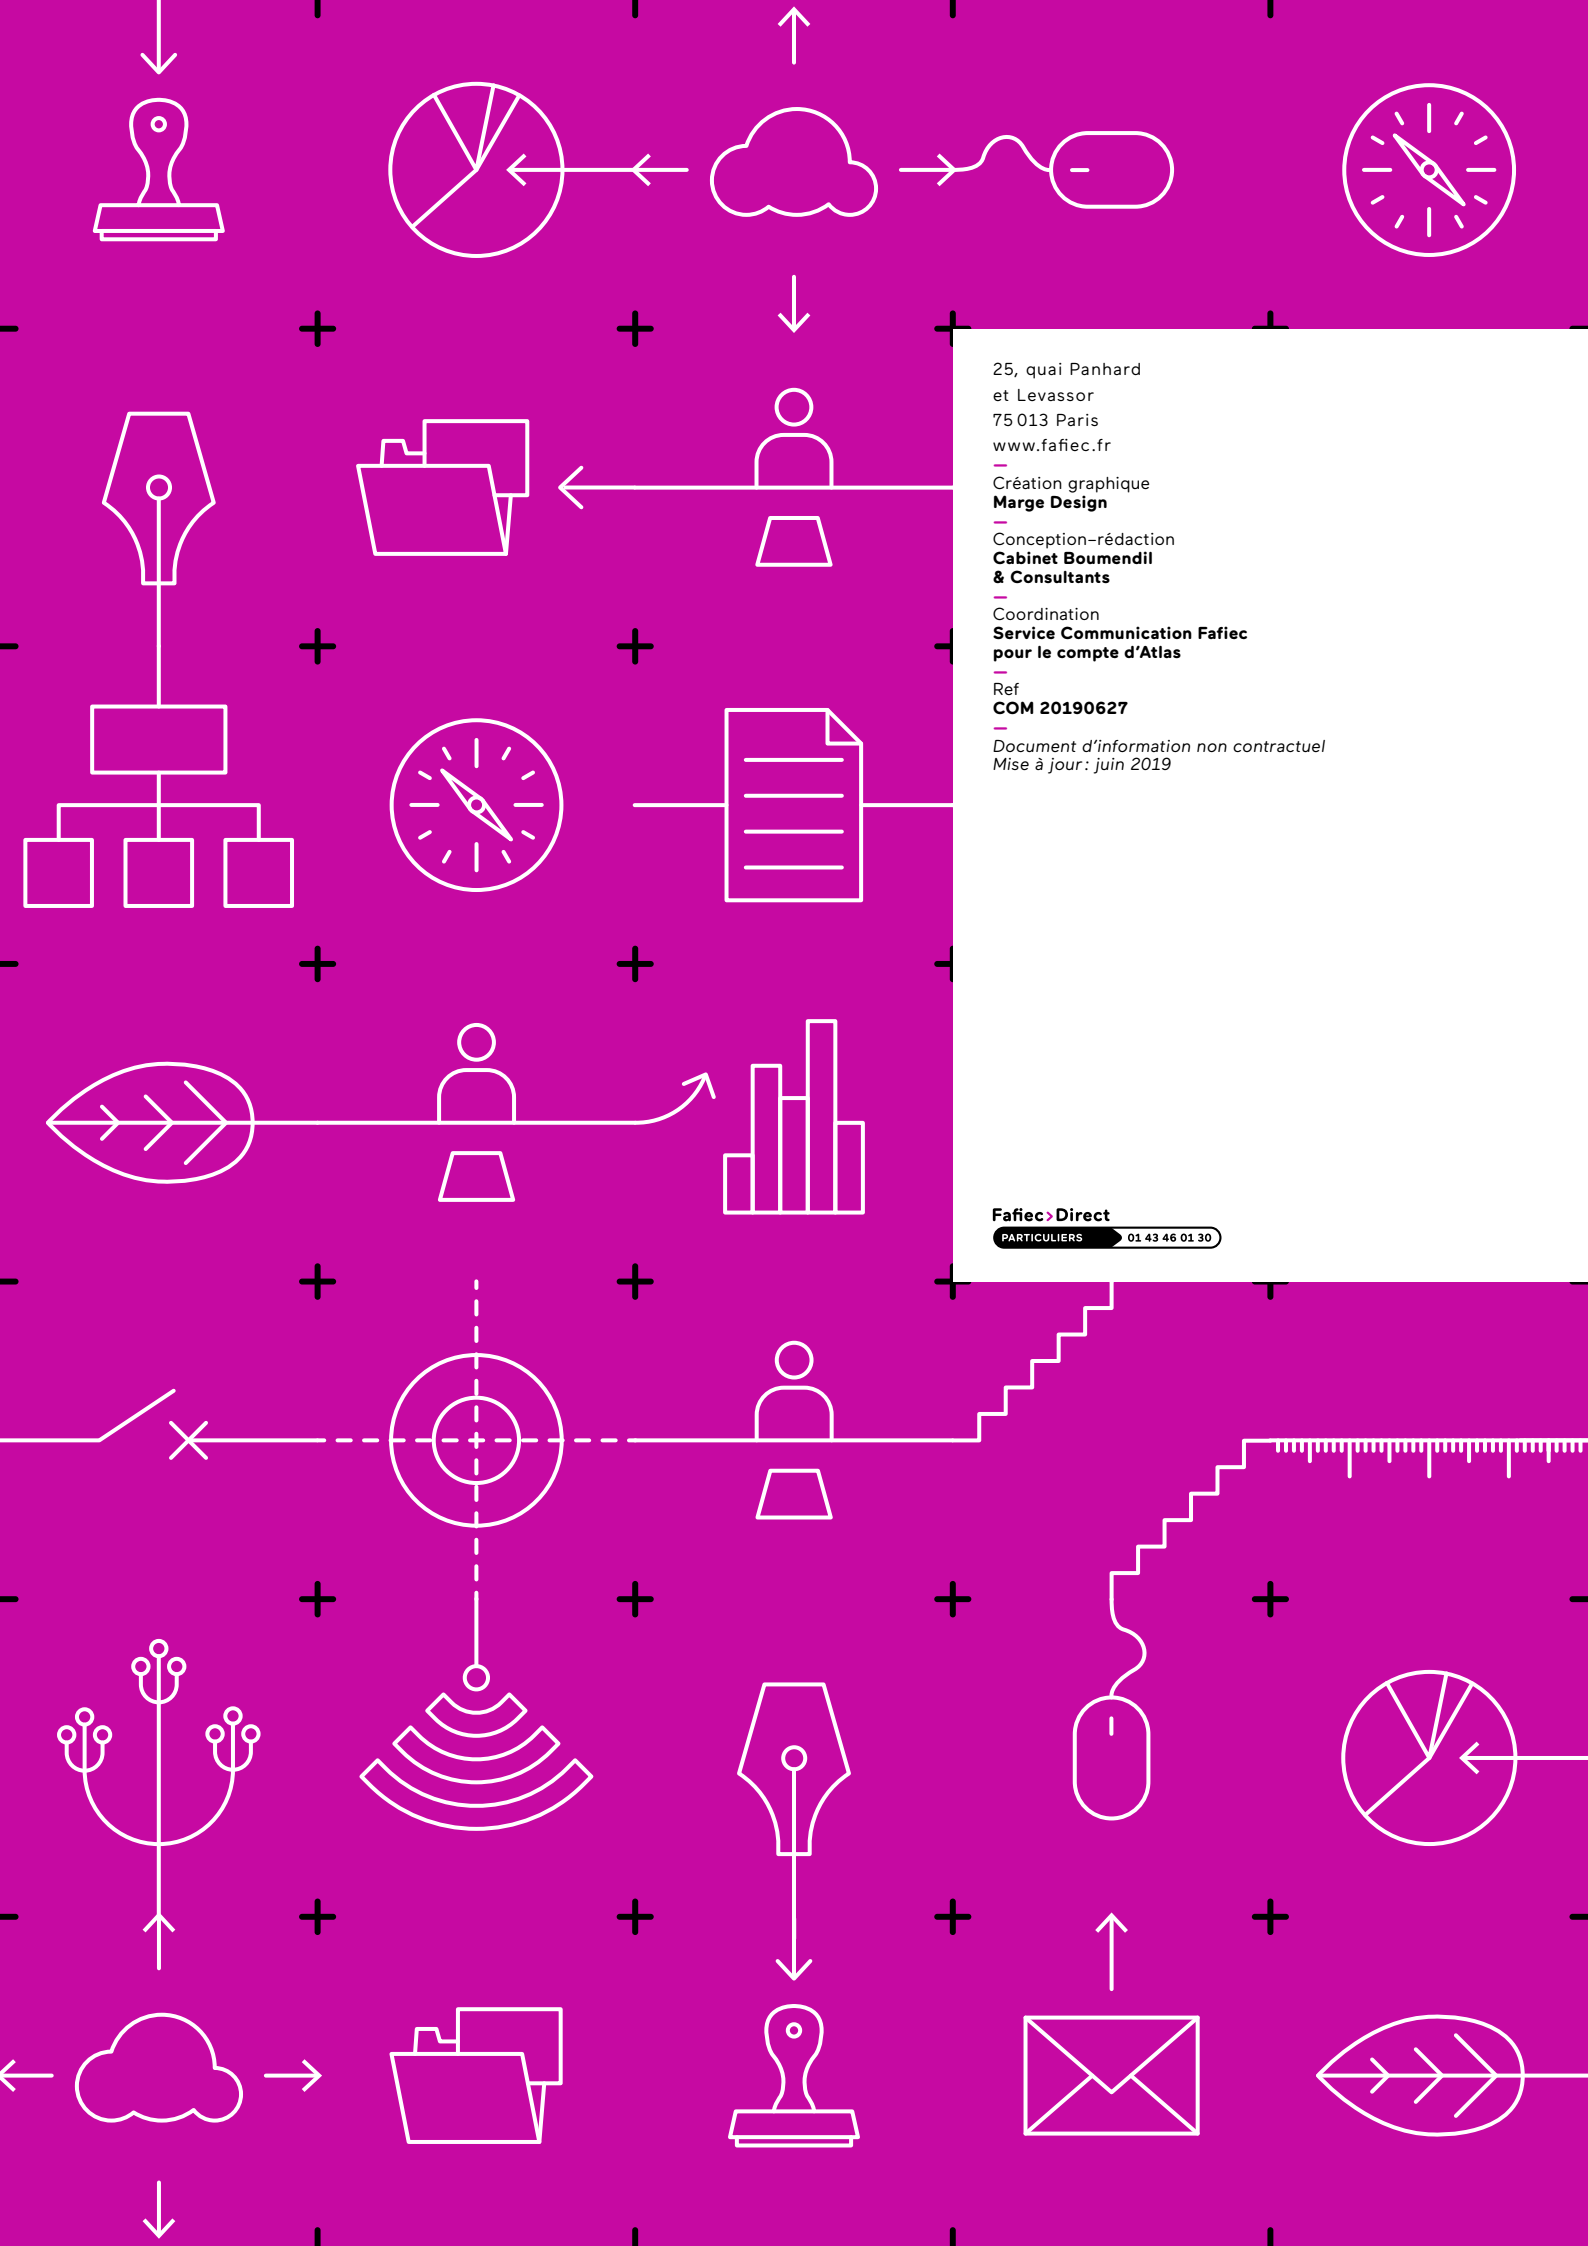 25, quai Panhard
et Levassor
75 013 Paris
www.fafiec.fr
—
Création graphique
Marge Design
—
Conception–rédaction
Cabinet Boumendil
& Consultants
—
Coordination
Service Communication Fafiec
pour le compte d’Atlas
—
Ref
COM 20190627
—
Document d’information non contractuel
Mise à jour : juin 2019
Fafiec>Direct
PARTICULIERS 01 43 46 01 30